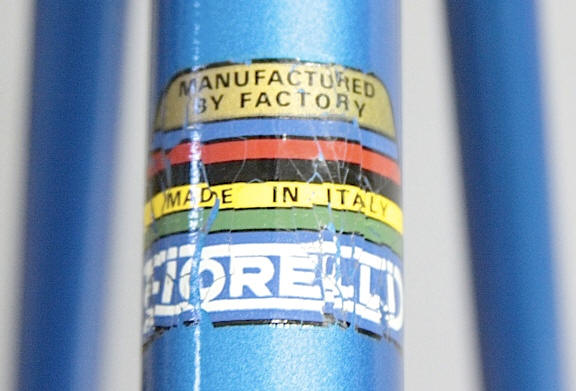 MANUFACTURED
BY FACTORY
MADE IN ITALY
FIORELLI